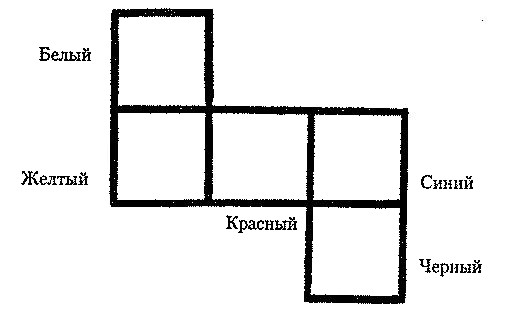 Белый
Желтый
Синий
Красный
Черный